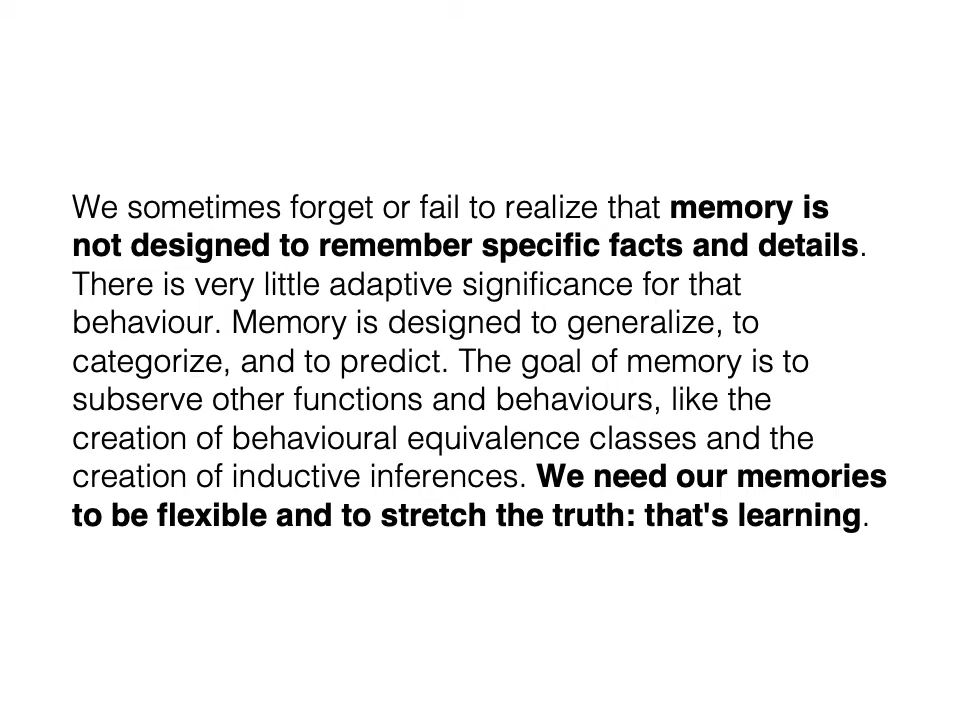 We sometimes forget or fail to realize that memory is
not designed to remember specific facts and details.
There is very little adaptive significance for that
behaviour. Memory is designed to generalize, to
categorize, and to predict. The goal of memory is to
subserve other functions and behaviours, like the
creation of behavioural equivalence classes and the
creation of inductive inferences. We need our memories
to be flexible and to stretch the truth: that's learning.